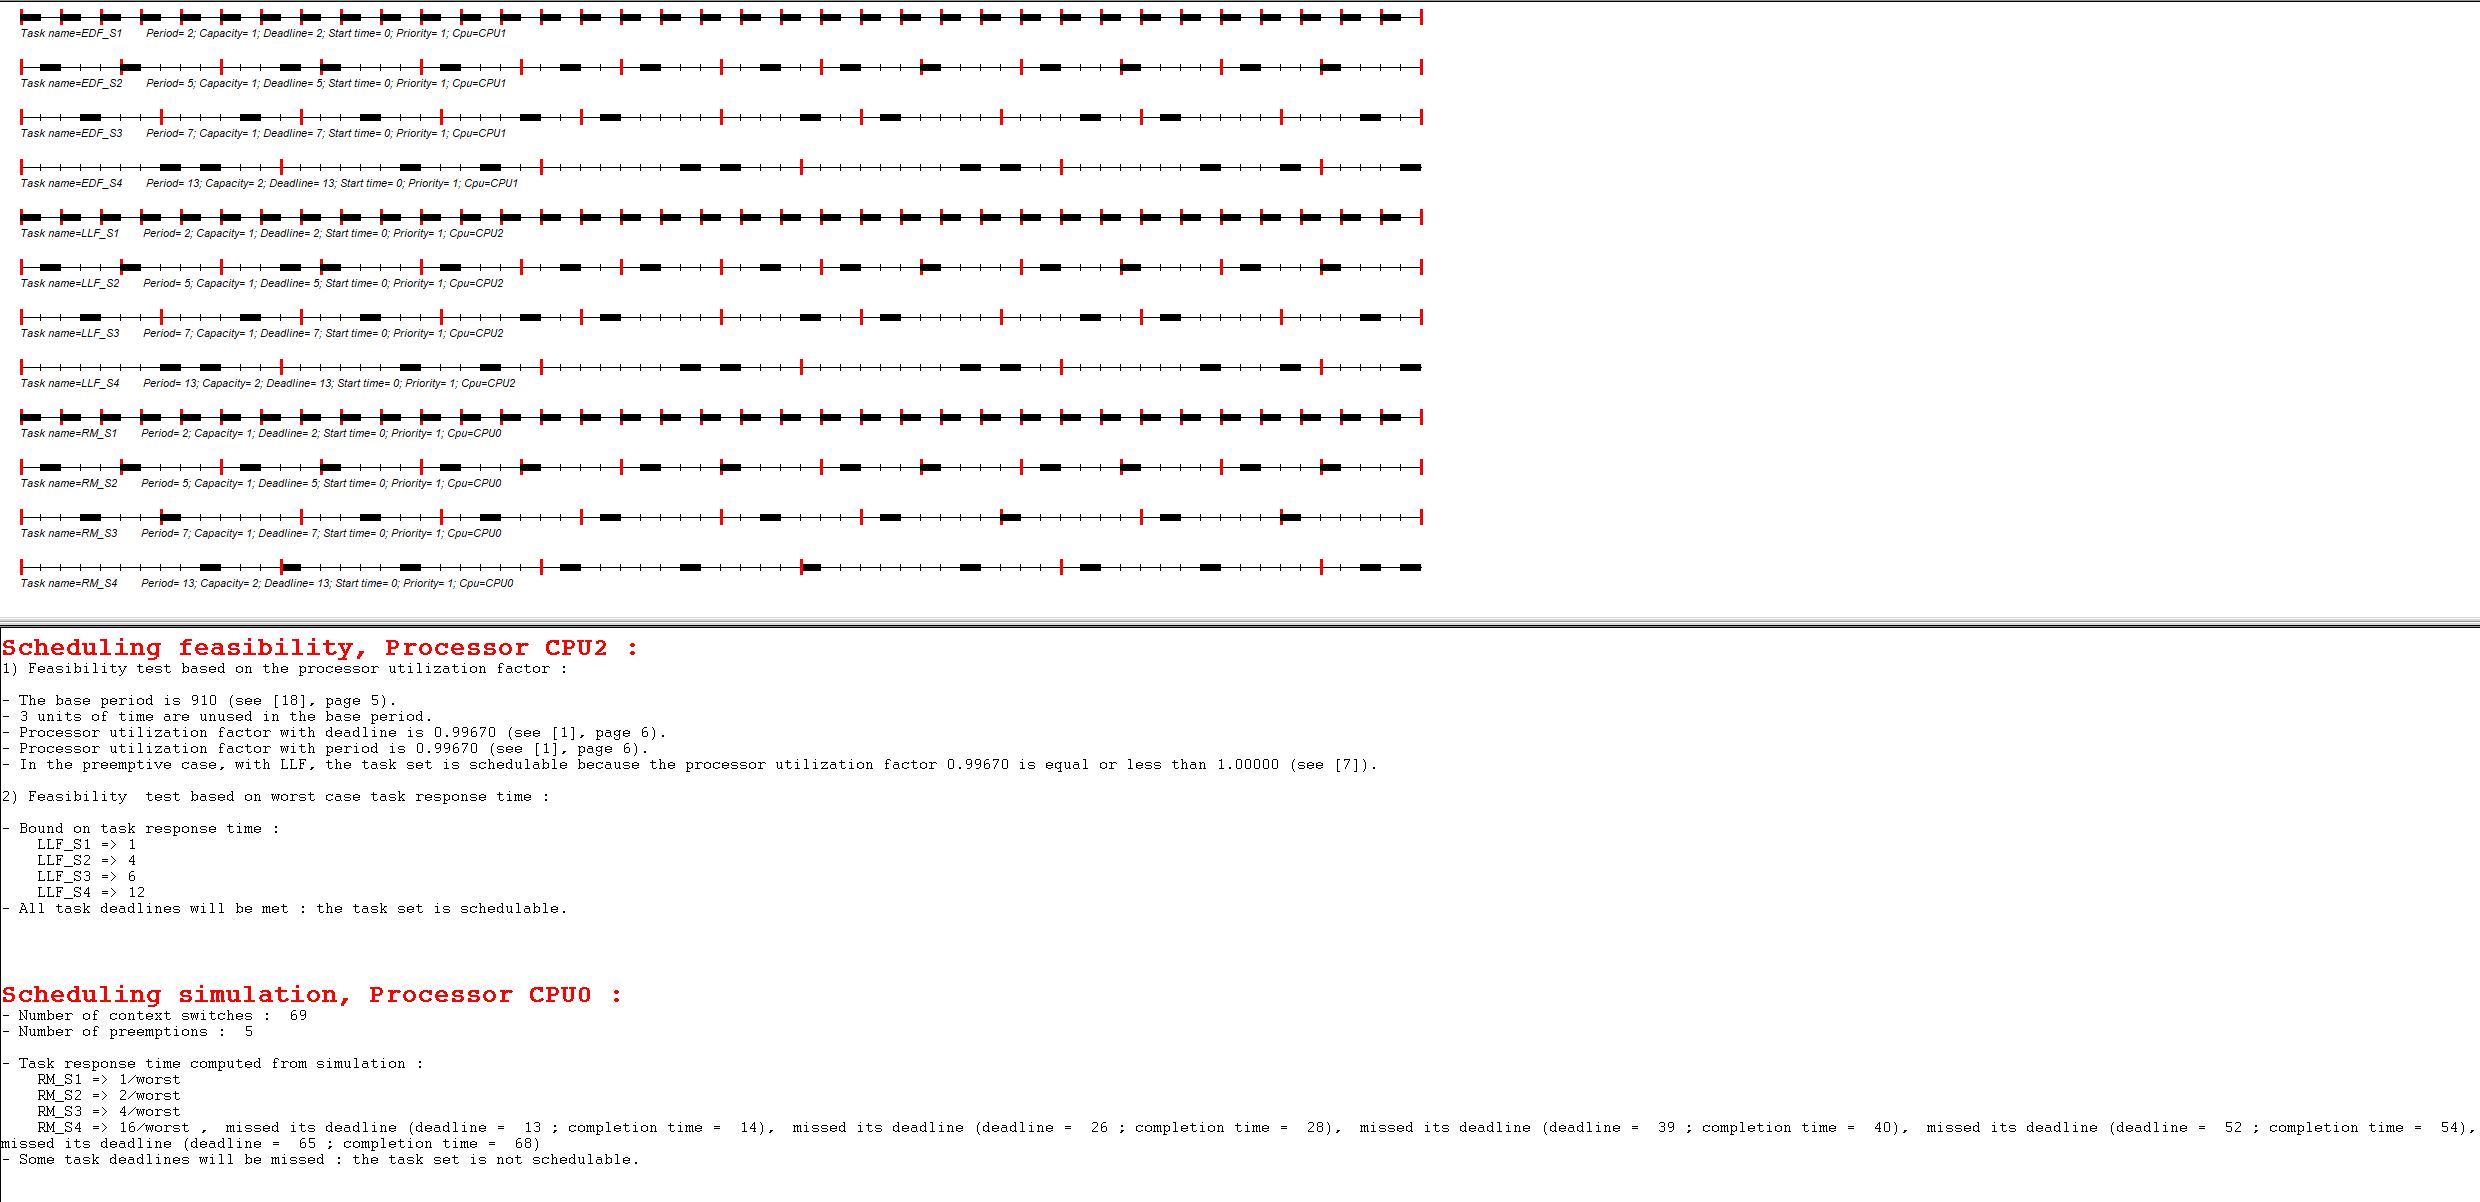 Task name=EDF_S1 Period= 2; Capacity= 1; Deadline= 2; Start time= 0; Priority= 1; Cpu=CPU1
Task name=EDF_S2 Period= 5; Capacity= 1; Deadline= 5; Start time= 0; Priority= 1; Cpu=CPU1
Task name=EDF_S3 Period= 7; Capacity= 1; Deadline= 7; Start time= 0; Priority= 1; Cpu=CPU1
Task name=EDF_S4 Period= 13; Capacity= 2; Deadline= 13; Start time= 0; Priority= 1; Cpu=CPU1
Task name=LLF_S1 Period= 2; Capacity= 1; Deadline= 2; Start time= 0; Priority= 1; Cpu=CPU2
Task name=LLF_S2 Period= 5; Capacity= 1; Deadline= 5; Start time= 0; Priority= 1; Cpu=CPU2
Task name=LLF_S3 Period= 7; Capacity= 1; Deadline= 7; Start time= 0; Priority= 1; Cpu=CPU2
Task name=LLF_S4 Period= 13; Capacity= 2; Deadline= 13; Start time= 0; Priority= 1; Cpu=CPU2
Task name=RM_S1 Period= 2; Capacity= 1; Deadline= 2; Start time= 0; Priority= 1; Cpu=CPU0
Task name=RM_S2 Period= 5; Capacity= 1; Deadline= 5; Start time= 0; Priority= 1; Cpu=CPU0
Task name=RM_S3 Period= 7; Capacity= 1; Deadline= 7; Start time= 0; Priority= 1; Cpu=CPU0
Task name=RM_S4 Period= 13; Capacity= 2; Deadline= 13; Start time= 0; Priority= 1; Cpu=CPU0
Scheduling feasibility, Processor CPU2 :
1) Feasibility test based on the processor utilization factor :
- The base period is 910 (see [18], page 5).
- 3 units of time are unused in the base period.
- Processor utilization factor with deadline is 0.99670 (see [1], page 6).
- Processor utilization factor with period is 0.99670 (see [1], page 6).
- In the preemptive case, with LLF, the task set is schedulable because the processor utilization factor 0.99670 is equal or less than 1.00000 (see [7]).
2) Feasibility test based on worst case task response time :
- Bound on task response time :
LLF_S1 => 1
LLF_S2 => 4
LLF_S3 => 6
LLF_S4 => 12
- All task deadlines will be met : the task set is schedulable.
Scheduling simulation, Processor CPU0 :
- Number of context switches : 69
- Number of preemptions : 5
- Task response time computed from simulation :
RM_S1 => 1/worst
RM_S2 => 2/worst
RM_S3 => 4/worst
RM_S4 => 16/worst , missed its deadline (deadline = 13 ; completion time = 14), missed its deadline (deadline = 26 ; completion time = 28), missed its deadline (deadline = 39 ; completion time = 40), missed its deadline (deadline = 52 ; completion time = 54),
missed its deadline (deadline = 65 ; completion time = 68)
- Some task deadlines will be missed : the task set is not schedulable.